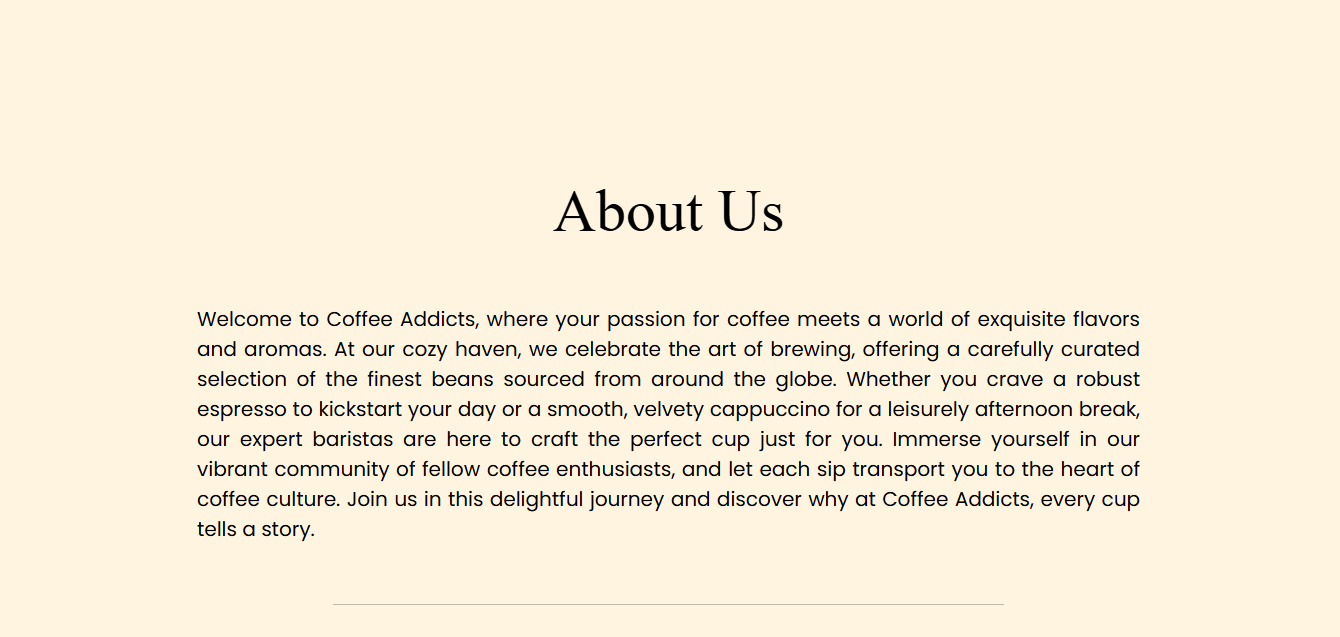 About Us
Welcome to Coffee Addicts, where your passion for coffee meets a world of exquisite flavors
and aromas. At our cozy haven, we celebrate the art of brewing, offering a carefully curated
selection of the finest beans sourced from around the globe. Whether you crave a robust
espresso to kickstart your day or a smooth, velvety cappuccino for a leisurely afternoon break,
our expert baristas are here to craft the perfect cup just for you. Immerse yourself in our
vibrant community of fellow coffee enthusiasts, and let each sip transport you to the heart of
coffee culture. Join us in this delightful journey and discover why at Coffee Addicts, every cup
tells a story.